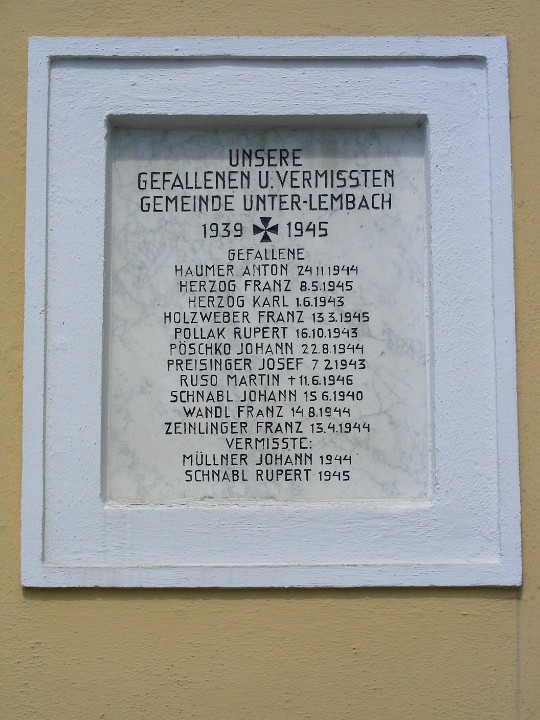 UNSERE
GEFALLENEN U. VERMISSTEN
GEMEINDE UNTER-LEMBACH
1939 1945
GEFALLENE
HAUMER ANTON 24.11.1944
HERZOG FRANZ 8.5.1945
HERZOG KARL 1.6.1943
HOLZWEBER FRANZ 13.3.1945
POLLAK RUPERT 16.10.1943
PÖSCHKO JOHANN 22.8.1944
PREISINGER JOSEF 7.2.1943
RUSO MARTIN † 11.6.1946
SCHNABL JOHANN 15.6.1940
WANDL FRANZ 14.8.1944
ZEINLINGER FRANZ 13.4.1944
VERMISSTE:
MÜLLNER JOHANN 1944
SCHNABL RUPERT 1945